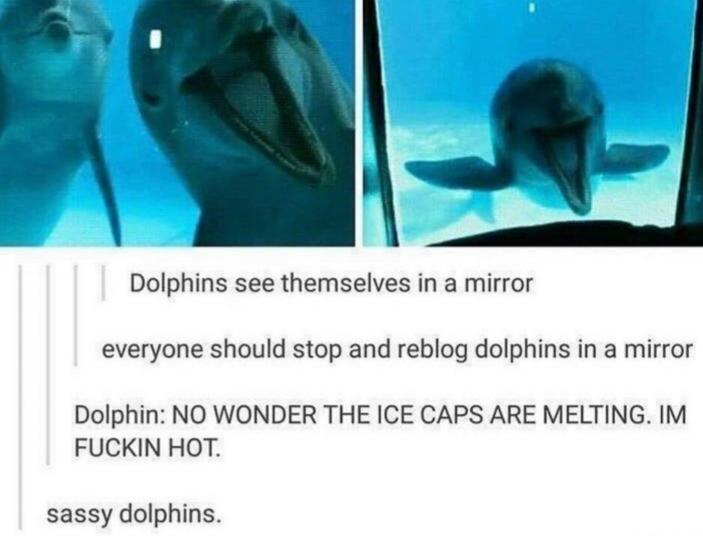 Dolphins see themselves in a mirror
everyone should stop and reblog dolphins in a mirror
Dolphin: NO WONDER THE ICE CAPS ARE MELTING. IM
FUCKIN HOT.
sassy dolphins.